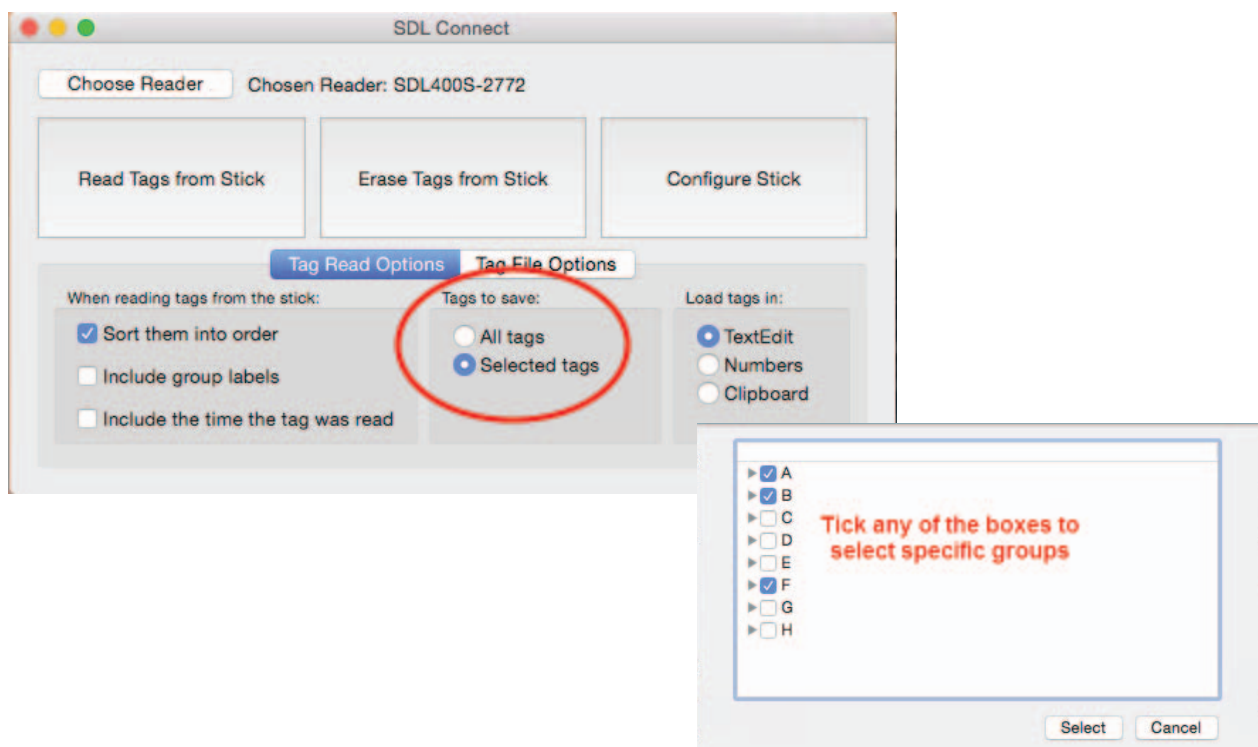 SDL Connect
Choose Reader
Chosen Reader: SDL400S-2772
Read Tags from Stick
Erase Tags from Stick
Configure Stick
Tag Read Options
Tag File Options
When reading tags from the stick:
Sort them into order
Include group labels
Include the time the tag was read
Tags to save:
All tags
Selected tags
Load tags in:
TextEdit
Numbers
Clipboard
A
B
C
D
E
F
G
H
Tick any of the boxes to
select specific groups
Select
Cancel